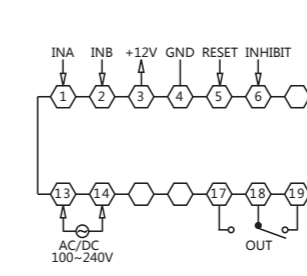 INA INB +12V GND RESET INHIBIT
1 2 3 4 5 6
13 14 17 18 19
AC/DC
100~240V
OUT